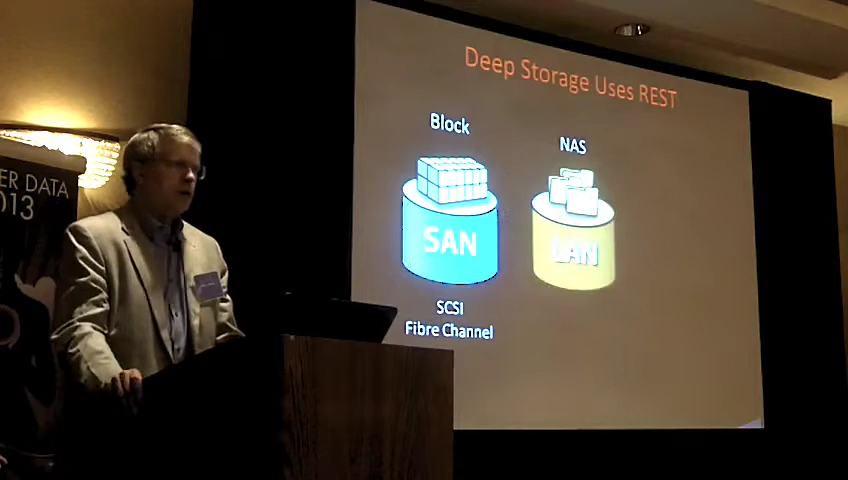 ER DATA
013
Deep Storage Uses REST
Block
NAS
SAN
LAN
SCSI
Fibre Channel